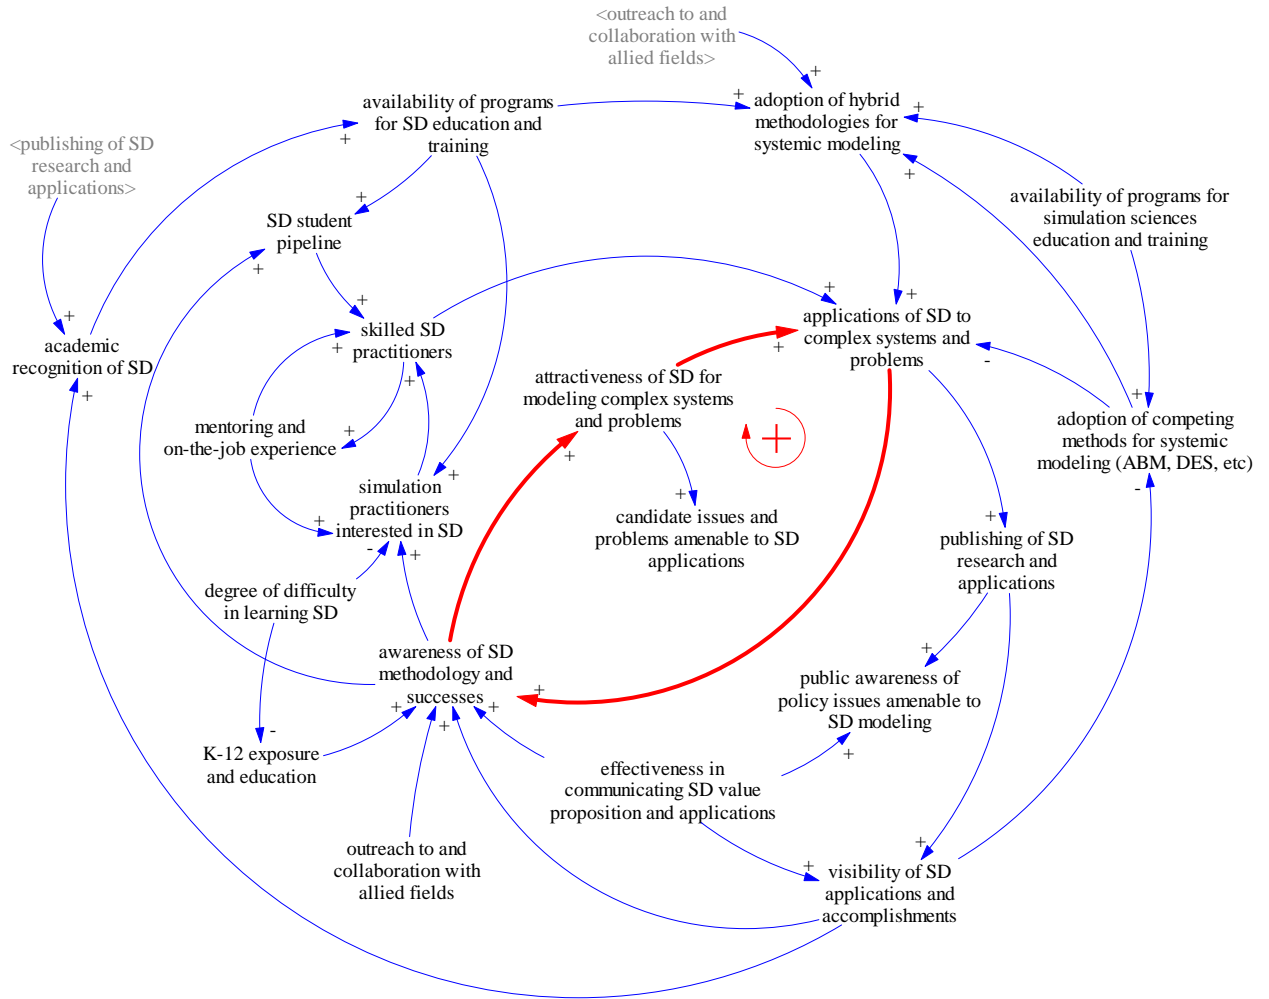 <outreach to and
collaboration with
allied fields>
availability of programs
for SD education and
training
adoption of hybrid
methodologies for
systemic modeling
<publishing of SD
research and
applications>
availability of programs for
simulation sciences
education and training
SD student
pipeline
academic
recognition of SD
skilled SD
practitioners
applications of SD to
complex systems and
problems
attractiveness of SD for
modeling complex systems
and problems
mentoring and
on-the-job experience
adoption of competing
methods for systemic
modeling (ABM, DES, etc)
simulation
practitioners
interested in SD
candidate issues and
problems amenable to SD
applications
publishing of SD
research and
applications
degree of difficulty
in learning SD
awareness of SD
methodology and
successes
public awareness of
policy issues amenable to
SD modeling
K-12 exposure
and education
effectiveness in
communicating SD value
proposition and applications
outreach to and
collaboration with
allied fields
visibility of SD
applications and
accomplishments